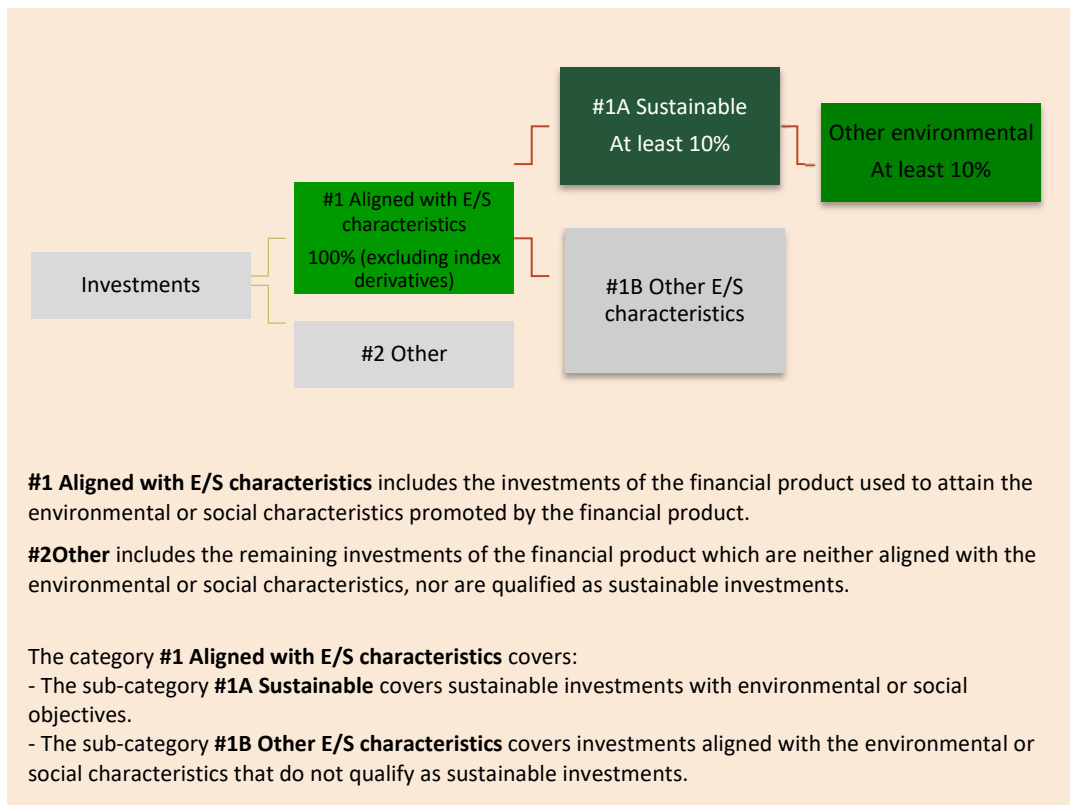 #1A Sustainable
At least 10%
Other environmental
At least 10%
#1 Aligned with E/S
characteristics
100% (excluding index
derivatives)
Investments
#1B Other E/S
characteristics
#2 Other
#1 Aligned with E/S characteristics includes the investments of the financial product used to attain the
environmental or social characteristics promoted by the financial product.
#2Other includes the remaining investments of the financial product which are neither aligned with the
environmental or social characteristics, nor are qualified as sustainable investments.
The category #1 Aligned with E/S characteristics covers:
- The sub-category #1A Sustainable covers sustainable investments with environmental or social
objectives.
- The sub-category #1B Other E/S characteristics covers investments aligned with the environmental or
social characteristics that do not qualify as sustainable investments.